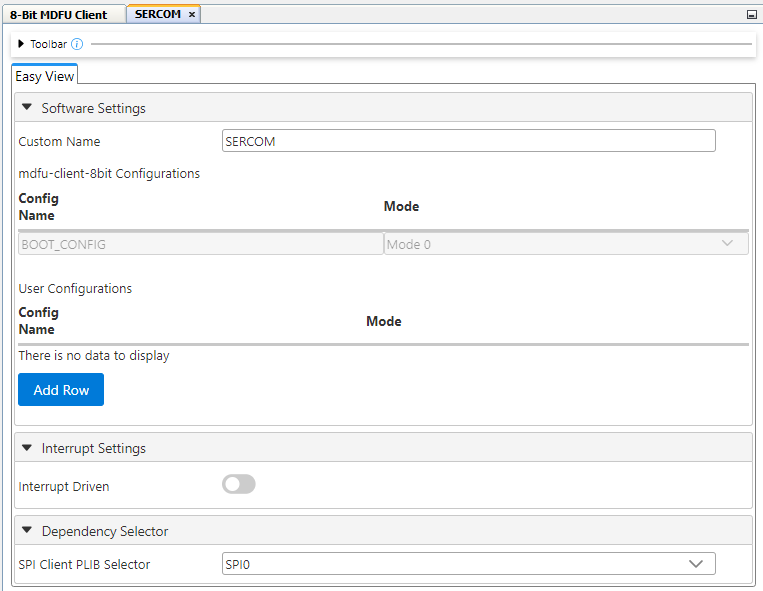 8-Bit MDFU Client SERCOM ×
Toolbar i
Easy View
Software Settings
Custom Name SERCOM
mdfu-client-8bit Configurations
Config
Name Mode
BOOT_CONFIG Mode 0
User Configurations
Config
Name Mode
There is no data to display
Add Row
Interrupt Settings
Interrupt Driven
Dependency Selector
SPI Client PLIB Selector SPI0